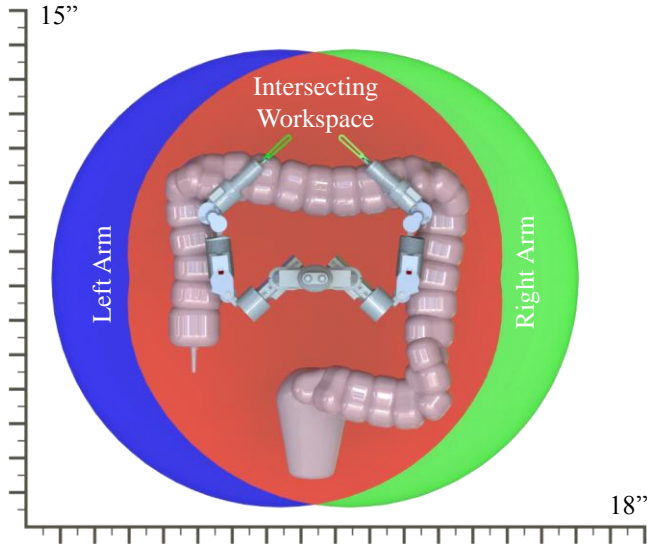 15”
Intersecting
Workspace
Left Arm
Right Arm
18”